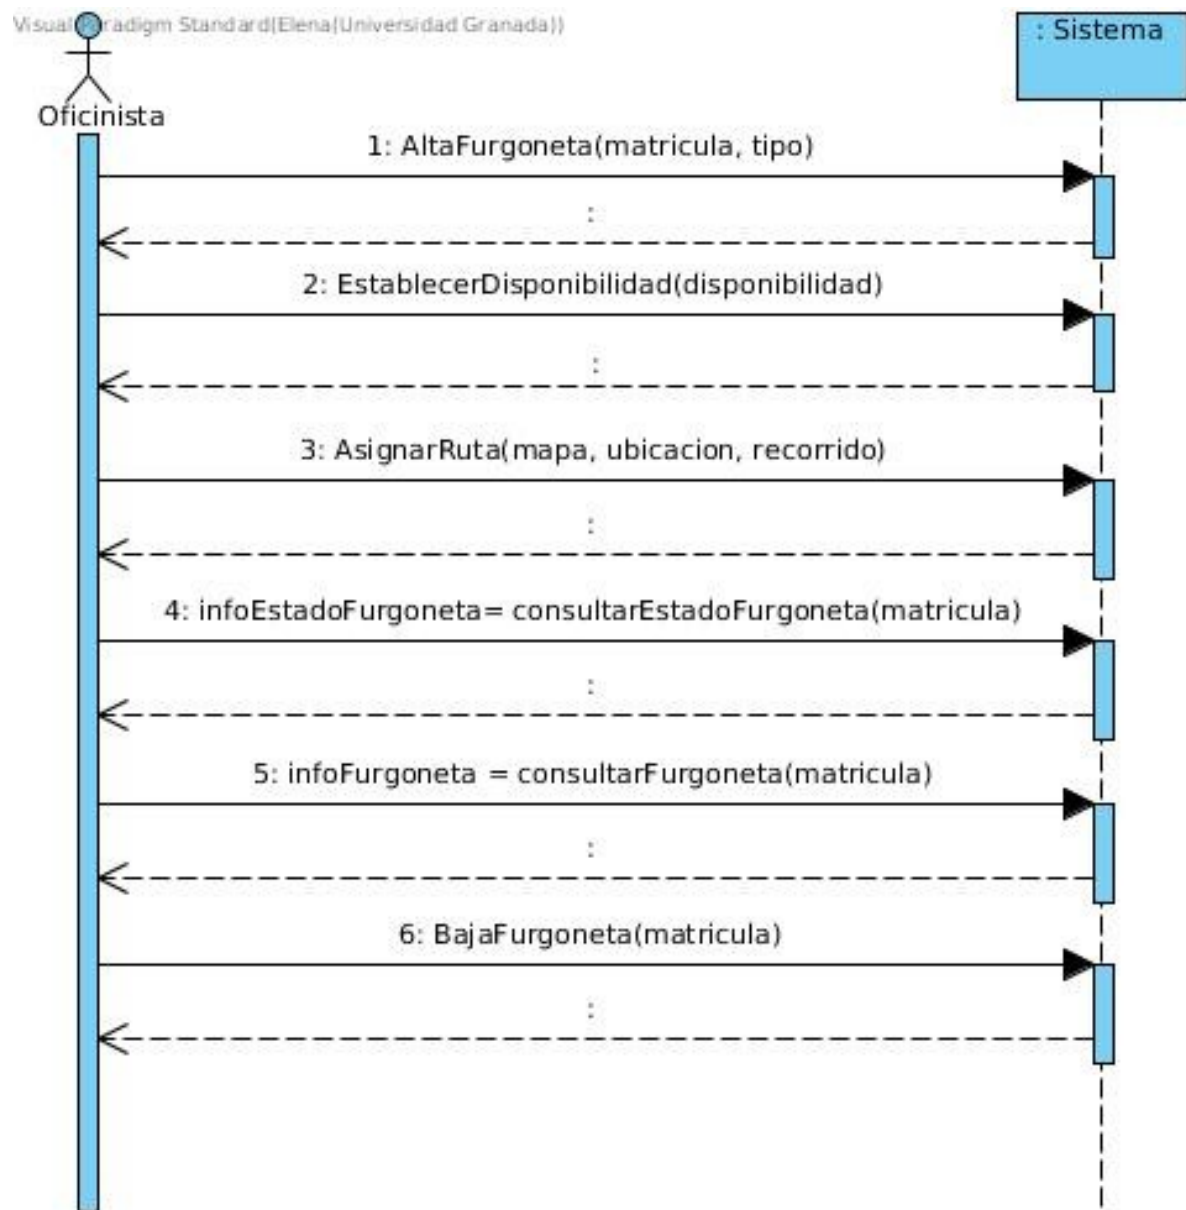 Visual Paradigm Standard(Elena(Universidad Granada))
: Sistema
Oficinista
1: AltaFurgoneta(matricula, tipo)
:
2: EstablecerDisponibilidad(disponibilidad)
:
3: AsignarRuta(mapa, ubicacion, recorrido)
:
4: infoEstadoFurgoneta= consultarEstadoFurgoneta(matricula)
:
5: infoFurgoneta = consultarFurgoneta(matricula)
:
6: BajaFurgoneta(matricula)
: